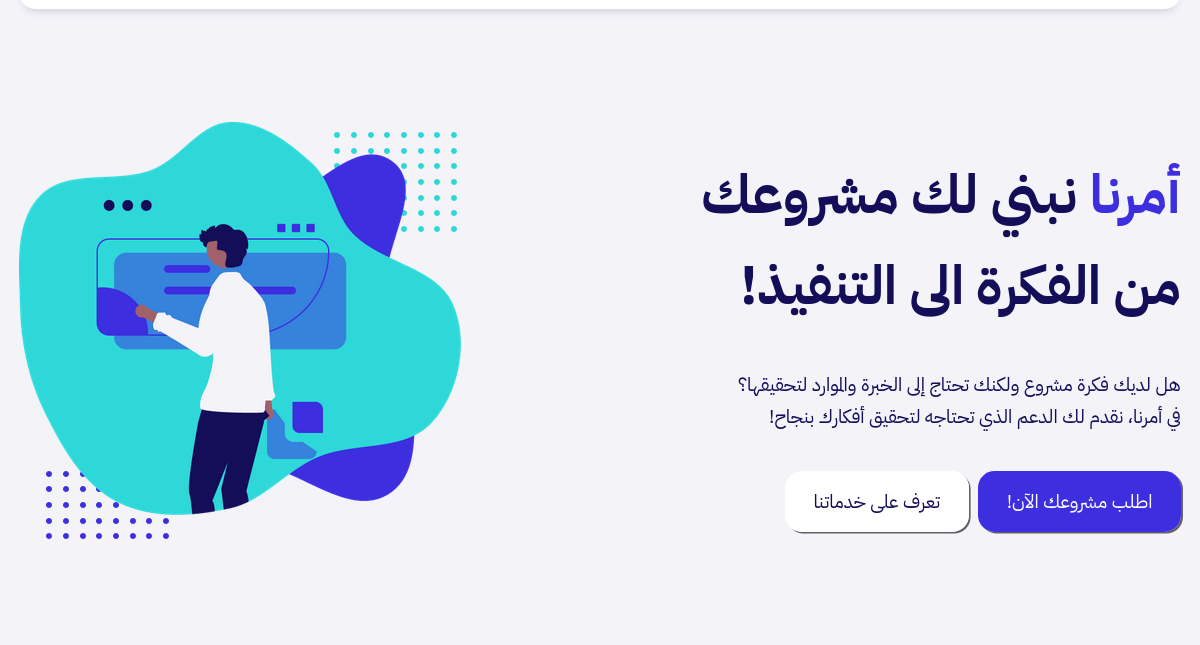 أمرنا نبني لك مشروعك
من الفكرة الى التنفيذ!
هل لديك فكرة مشروع ولكنك تحتاج إلى الخبرة والموارد لتحقيقها؟
في أمرنا، نقدم لك الدعم الذي تحتاجه لتحقيق أفكارك بنجاح!
اطلب مشروعك الآن!
تعرف على خدماتنا